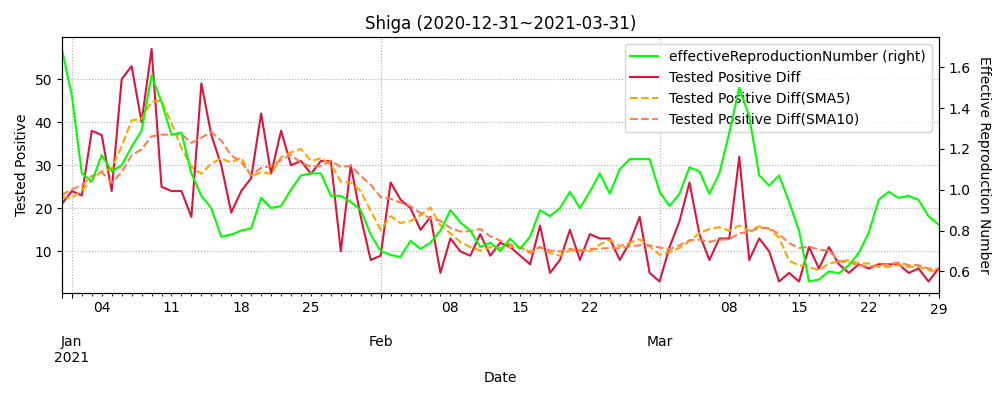 Shiga (2020-12-31~2021-03-31)
effectiveReproductionNumber (right)
Tested Positive Diff
Tested Positive Diff(SMA5)
Tested Positive Diff(SMA10)
Tested Positive
50
40
30
20
10
1.6
1.4
1.2
1.0
0.8
0.6
Effective Reproduction Number
04 11 18 25 08 15 22 08 15 22 29
Jan Feb Mar
2021
Date